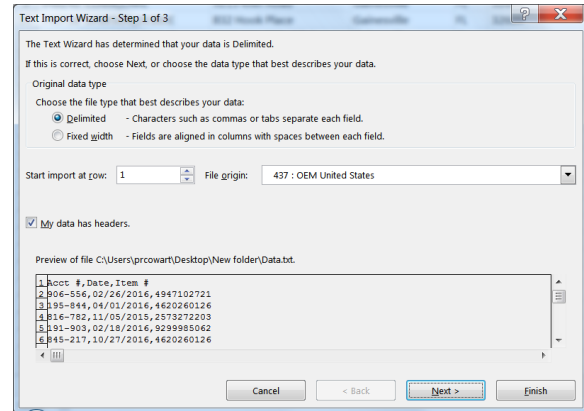 Text Import Wizard - Step 1 of 3
The Text Wizard has determined that your data is Delimited.
If this is correct, choose Next, or choose the data type that best describes your data.
Original data type
Choose the file type that best describes your data:
Delimited - Characters such as commas or tabs separate each field.
Fixed width - Fields are aligned in columns with spaces between each field.
Start import at row: 1 File origin: 437 : OEM United States
My data has headers.
Preview of file C:\Users\prcowart\Desktop\New folder\Data.txt.
1 Acct #,Date,Item #
2 906-556,02/26/2016,4947102721
3 195-844,04/01/2016,4620260126
4 816-782,11/05/2015,2573272203
5 191-903,02/18/2016,9299985062
6 845-217,10/27/2016,4620260126
Cancel < Back Next > Finish